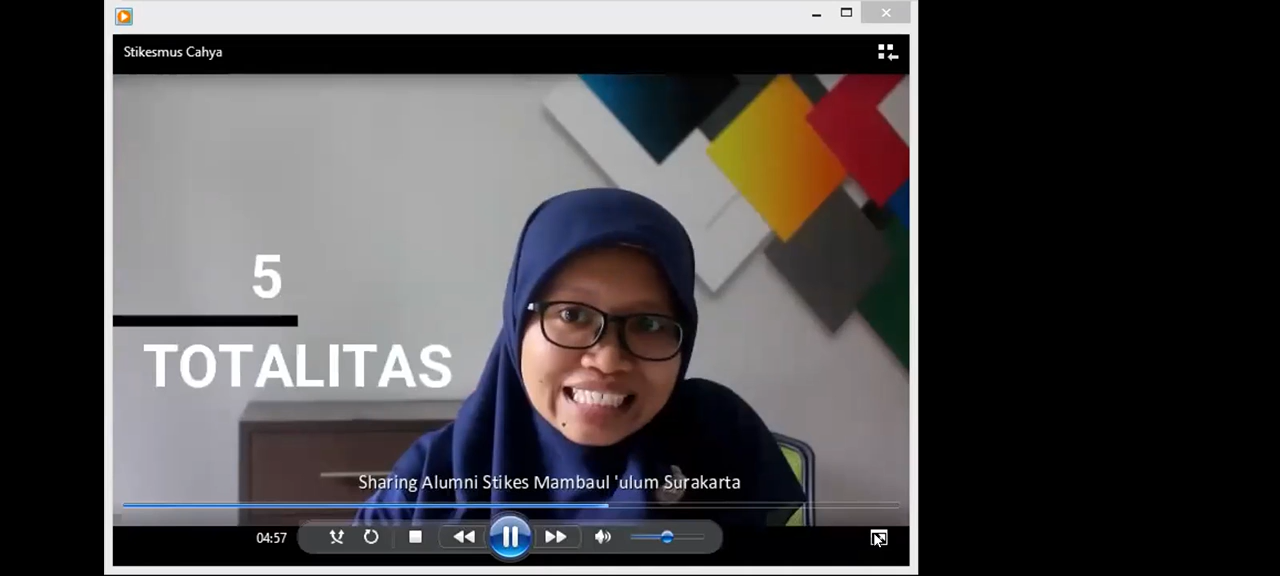 Stikesmus Cahya
5
TOTALITAS
Sharing Alumni Stikes Mambaul 'ulum Surakarta
04:57